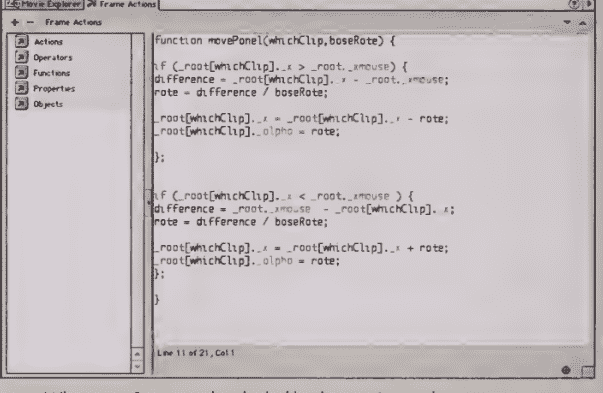 Movie Explorer Frame Actions
+ - Frame Actions
Actions
Operators
Functions
Properties
Objects
function movePanel(whichClip,baseRate) {
if (_root[whichClip]._x > _root._xmouse) {
difference = _root[whichClip]._x - _root._xmouse;
rate = difference / baseRate;
_root[whichClip]._x = _root[whichClip]._x - rate;
_root[whichClip]._alpha = rate;
};
if (_root[whichClip]._x < _root._xmouse ) {
difference = _root._xmouse - _root[whichClip]._x;
rate = difference / baseRate;
_root[whichClip]._x = _root[whichClip]._x + rate;
_root[whichClip]._alpha = rate;
};
}
Line 11 of 21, Col 1